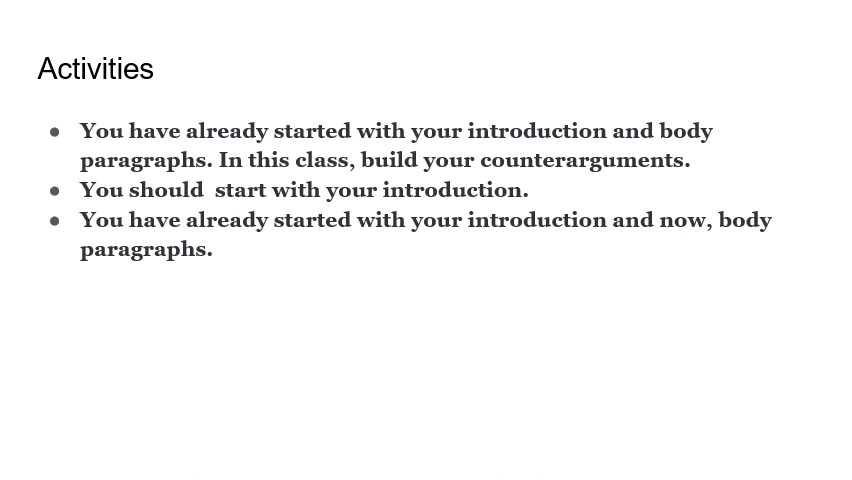 Activities
● You have already started with your introduction and body
paragraphs. In this class, build your counterarguments.
● You should  start with your introduction.
● You have already started with your introduction and now, body
paragraphs.